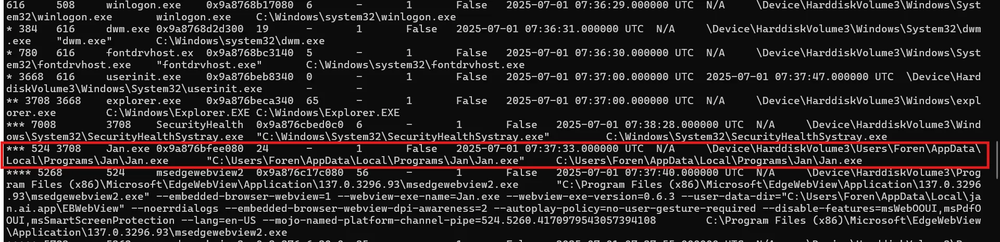 616     508     winlogon.exe    0x9a8768b17080  6       -       1       False   2025-07-01 07:36:29.000000 UTC  N/A     \Device\HarddiskVolume3\Windows\Syst
em32\winlogon.exe       winlogon.exe    C:\Windows\system32\winlogon.exe
* 384   616     dwm.exe 0x9a8768d2d300  19      -       1       False   2025-07-01 07:36:31.000000 UTC  N/A     \Device\HarddiskVolume3\Windows\System32\dwm
.exe    "dwm.exe"       C:\Windows\system32\dwm.exe
* 780   616     fontdrvhost.ex  0x9a8768bc3140  5       -       1       False   2025-07-01 07:36:30.000000 UTC  N/A     \Device\HarddiskVolume3\Windows\Syst
em32\fontdrvhost.exe    "fontdrvhost.exe"       C:\Windows\system32\fontdrvhost.exe
* 3668  616     userinit.exe    0x9a876beb8340  0       -       1       False   2025-07-01 07:37:00.000000 UTC  2025-07-01 07:37:47.000000 UTC  \Device\Hard
diskVolume3\Windows\System32\userinit.exe       -       -
** 3708 3668    explorer.exe    0x9a876beca340  65      -       1       False   2025-07-01 07:37:00.000000 UTC  N/A     \Device\HarddiskVolume3\Windows\expl
orer.exe        C:\Windows\Explorer.EXE C:\Windows\Explorer.EXE
*** 7008        3708    SecurityHealth  0x9a876cbed0c0  6       -       1       False   2025-07-01 07:38:28.000000 UTC  N/A     \Device\HarddiskVolume3\Wind
ows\System32\SecurityHealthSystray.exe  "C:\Windows\System32\SecurityHealthSystray.exe"         C:\Windows\System32\SecurityHealthSystray.exe
*** 524 3708    Jan.exe 0x9a876bfee080  24      -       1       False   2025-07-01 07:37:33.000000 UTC  N/A     \Device\HarddiskVolume3\Users\Foren\AppData\
Local\Programs\Jan\Jan.exe      "C:\Users\Foren\AppData\Local\Programs\Jan\Jan.exe"     C:\Users\Foren\AppData\Local\Programs\Jan\Jan.exe
**** 5268       524     msedgewebview2  0x9a876c17c080  56      -       1       False   2025-07-01 07:37:40.000000 UTC  N/A     \Device\HarddiskVolume3\Prog
ram Files (x86)\Microsoft\EdgeWebView\Application\137.0.3296.93\msedgewebview2.exe      "C:\Program Files (x86)\Microsoft\EdgeWebView\Application\137.0.3296
.93\msedgewebview2.exe" --embedded-browser-webview=1 --webview-exe-name=Jan.exe --webview-exe-version=0.6.3 --user-data-dir="C:\Users\Foren\AppData\Local\ja
n.ai.app\EBWebView" --noerrdialogs --embedded-browser-webview-dpi-awareness=2 --autoplay-policy=no-user-gesture-required --disable-features=msWebOOUI,msPdfO
OUI,msSmartScreenProtection --lang=en-US --mojo-named-platform-channel-pipe=524.5260.4170979543057394108        C:\Program Files (x86)\Microsoft\EdgeWebView
\Application\137.0.3296.93\msedgewebview2.exe